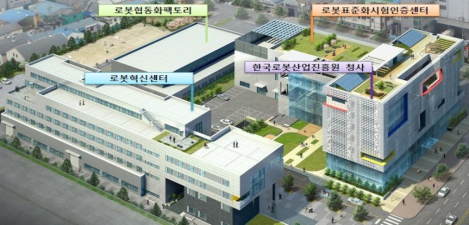 로봇협동화팩토리
로봇표준화시험인증센터
로봇혁신센터
한국로봇산업진흥원 청사